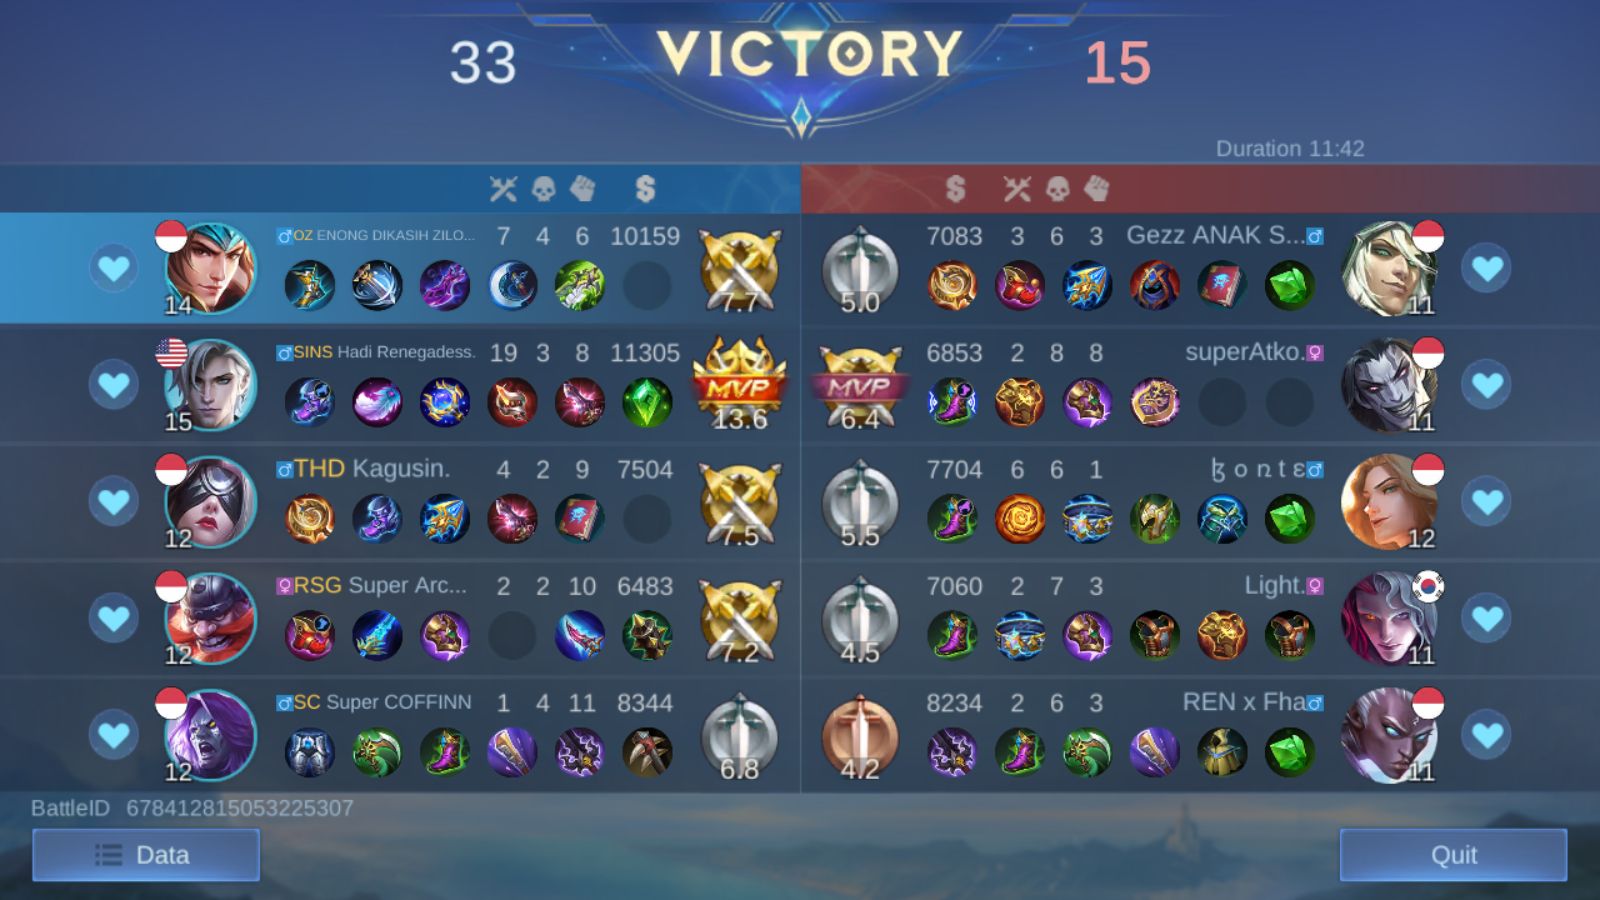 33 VICTORY 15
Duration 11:42
OZ ENONG DIKASIH ZILO... 7 4 6 10159
14 7.7
7083 3 6 3 Gezz ANAK S...
5.0 11
SINS Hadi Renegadess. 19 3 8 11305
15 MVP 13.6
6853 2 8 8 superAtko.
MVP 6.4 11
THD Kagusin. 4 2 9 7504
12 7.5
7704 6 6 1
5.5 12
RSG Super Arc... 2 2 10 6483
12 7.2
7060 2 7 3 Light.
4.5 11
SC Super COFFINN 1 4 11 8344
12 6.8
8234 2 6 3 REN x Fha
4.2 11
BattleID 678412815053225307
Data
Quit